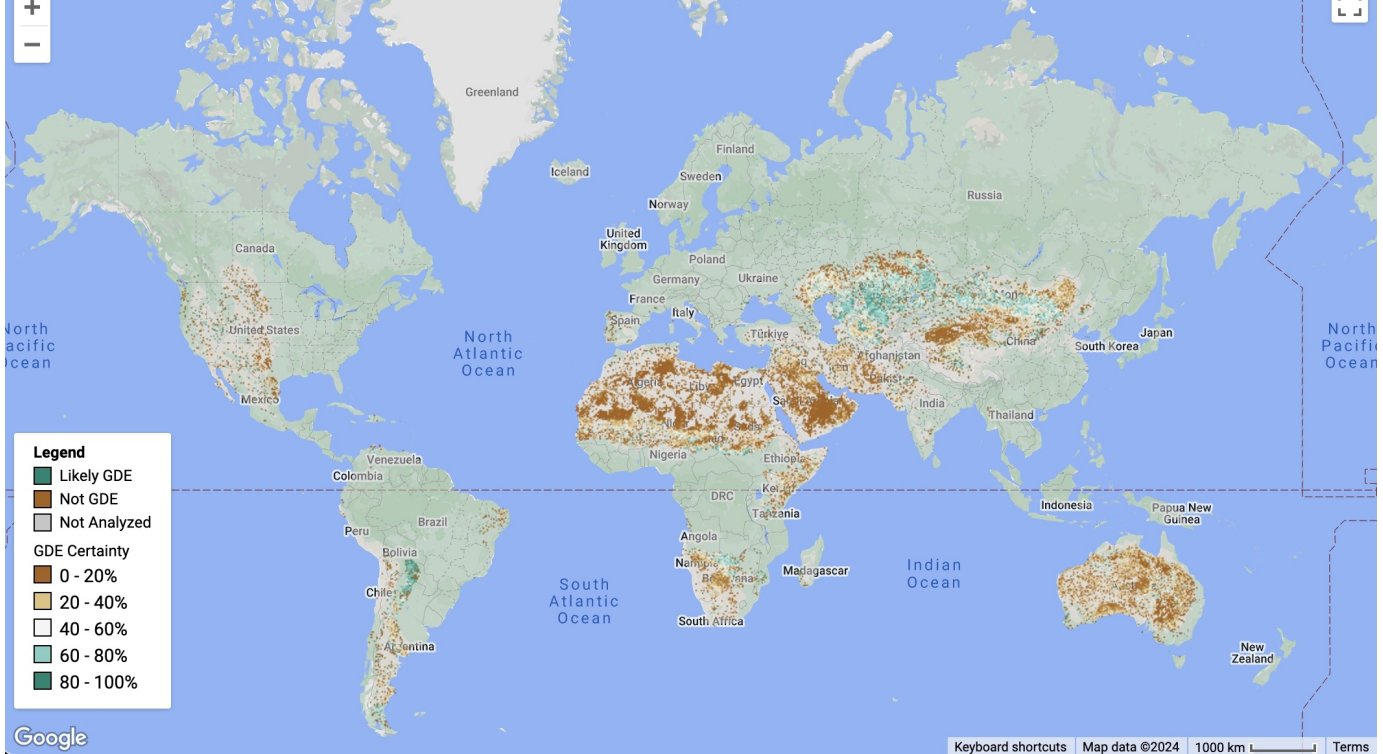 +
−
Greenland
Iceland
Finland
Sweden
Norway
Russia
United
Kingdom
Canada
Poland
Germany
Ukraine
France
Italy
Spain
Türkiye
United States
North
Atlantic
Ocean
North
acific
Ocean
Japan
South Korea
China
North
Pacific
Ocean
Afghanistan
Mexico
Algeria
Egypt
India
Thailand
Nigeria
Ethiopia
Venezuela
Colombia
DRC
Tanzania
Indonesia
Papua New
Guinea
Peru
Brazil
Angola
Bolivia
Madagascar
Indian
Ocean
South
Atlantic
Ocean
Chile
South Africa
Argentina
New
Zealand
Legend
Likely GDE
Not GDE
Not Analyzed
GDE Certainty
0 - 20%
20 - 40%
40 - 60%
60 - 80%
80 - 100%
Google
Keyboard shortcuts
Map data ©2024
1000 km
Terms